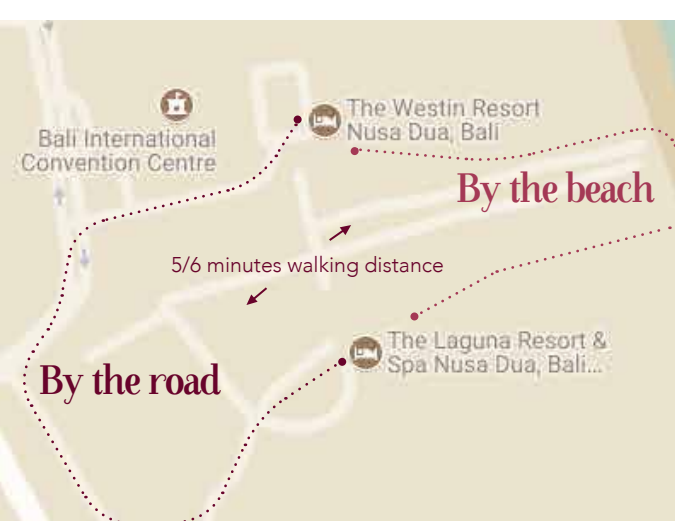 The Westin Resort
Nusa Dua, Bali
Bali International
Convention Centre
By the beach
5/6 minutes walking distance
The Laguna Resort &
Spa Nusa Dua, Bali...
By the road